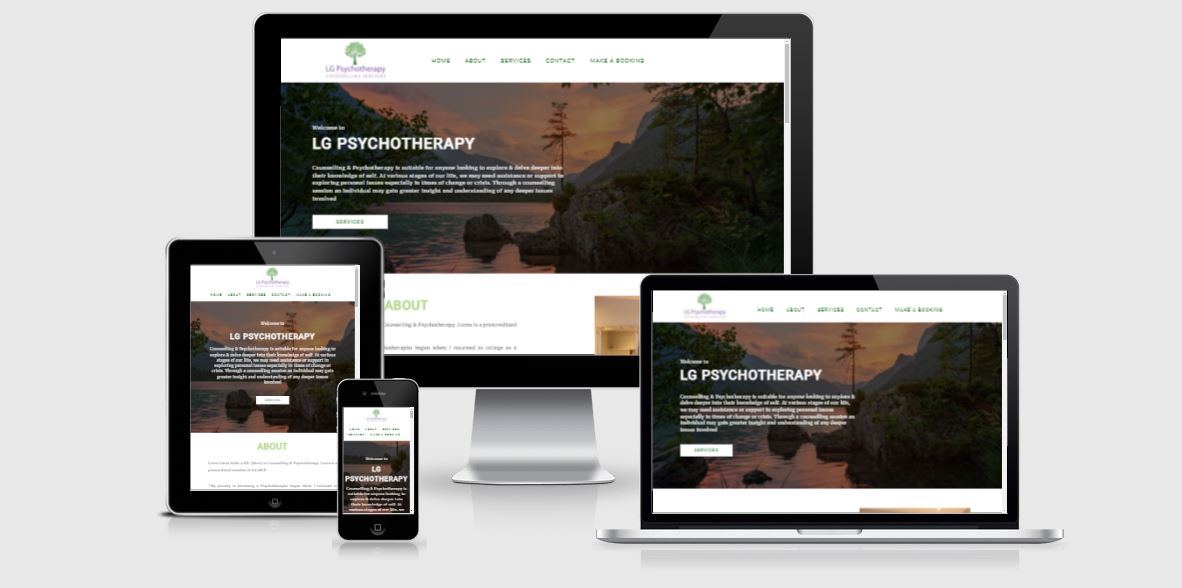 LG Psychotherapy
COUNSELLING SERVICES
HOME ABOUT SERVICES CONTACT MAKE A BOOKING
Welcome to
LG PSYCHOTHERAPY
Counselling & Psychotherapy is suitable for anyone looking to explore & delve deeper into
their knowledge of self. At various stages of our life, we may need assistance or support in
exploring personal issues especially in times of change or crisis. Through a counselling
session an individual may gain greater insight and understanding of any deeper issues
involved
SERVICES
ABOUT
Counselling & Psychotherapy.
began when I returned to college as a
LG Psychotherapy
HOME ABOUT SERVICES CONTACT MAKE A BOOKING
Welcome to
LG PSYCHOTHERAPY
Counselling & Psychotherapy is suitable for anyone looking to
explore & delve deeper into their knowledge of self. At various
stages of our life, we may need assistance or support in
exploring personal issues especially in times of change or
crisis. Through a counselling session an individual may gain
greater insight and understanding of any deeper issues
involved
SERVICES
ABOUT
HOME ABOUT SERVICES
CONTACT MAKE A BOOKING
Welcome to
LG
PSYCHOTHERAPY
Counselling & Psychotherapy is
suitable for anyone looking to
explore & delve deeper into
their knowledge of self. At
various stages of our life, we
LG Psychotherapy
COUNSELLING SERVICES
HOME ABOUT SERVICES CONTACT MAKE A BOOKING
Welcome to
LG PSYCHOTHERAPY
Counselling & Psychotherapy is suitable for anyone looking to explore &
delve deeper into their knowledge of self. At various stages of our life,
we may need assistance or support in exploring personal issues
especially in times of change or crisis. Through a counselling session an
individual may gain greater insight and understanding of any deeper
issues involved
SERVICES